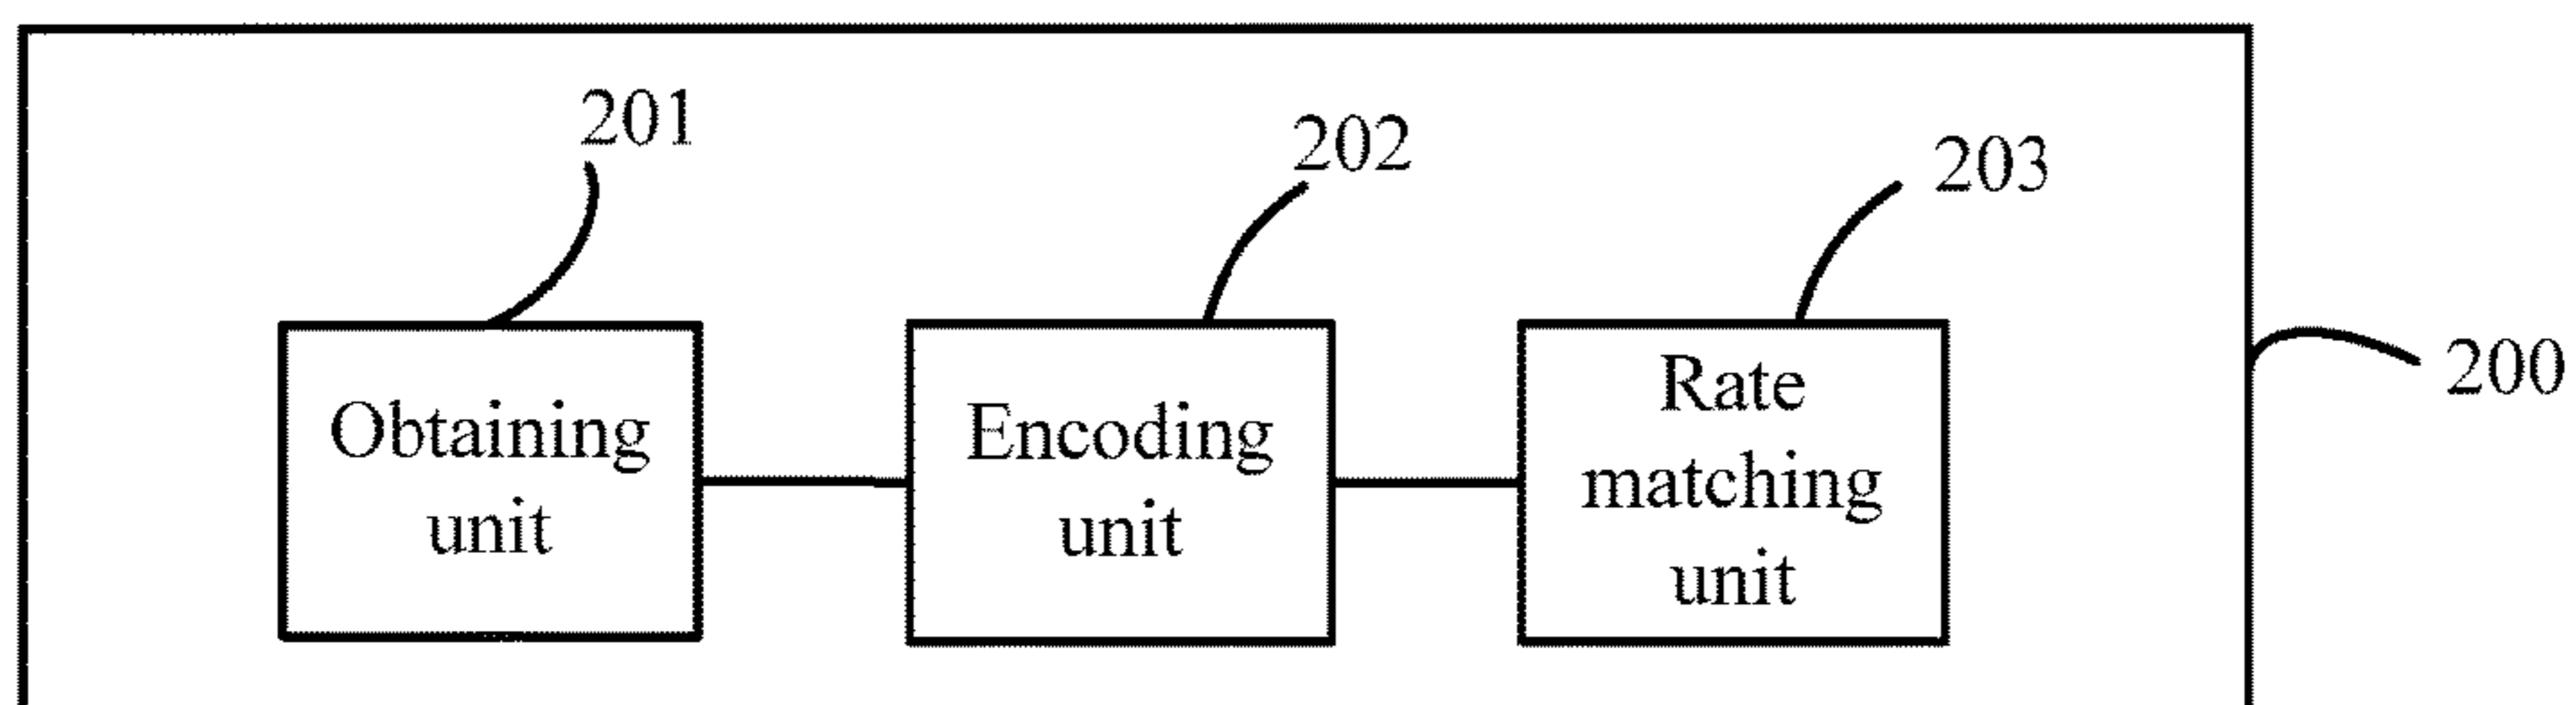 201
202
203
200
Obtaining
unit
Encoding
unit
Rate
matching
unit